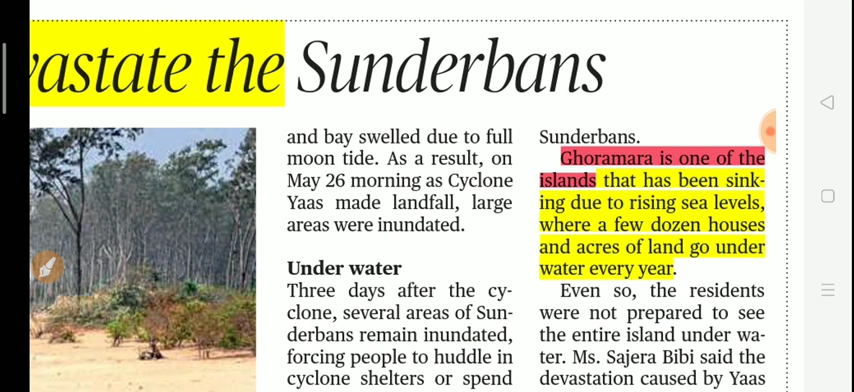 vastate the Sunderbans
and bay swelled due to full
moon tide. As a result, on
May 26 morning as Cyclone
Yaas made landfall, large
areas were inundated.
Under water
Three days after the cy-
clone, several areas of Sun-
derbans remain inundated,
forcing people to huddle in
cyclone shelters or spend
Sunderbans.
Ghoramara is one of the
islands that has been sink-
ing due to rising sea levels,
where a few dozen houses
and acres of land go under
water every year.
Even so, the residents
were not prepared to see
the entire island under wa-
ter. Ms. Sajera Bibi said the
devastation caused by Yaas